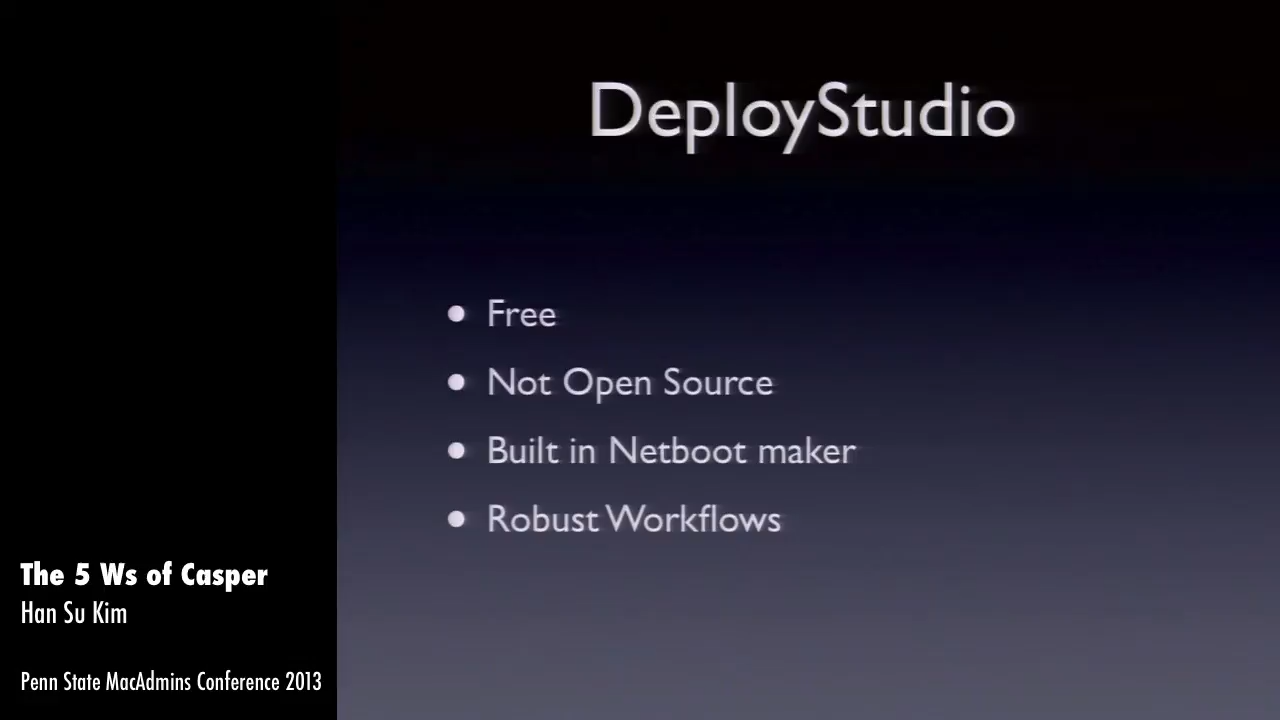 DeployStudio
• Free
• Not Open Source
• Built in Netboot maker
• Robust Workflows
The 5 Ws of Casper
Han Su Kim
Penn State MacAdmins Conference 2013